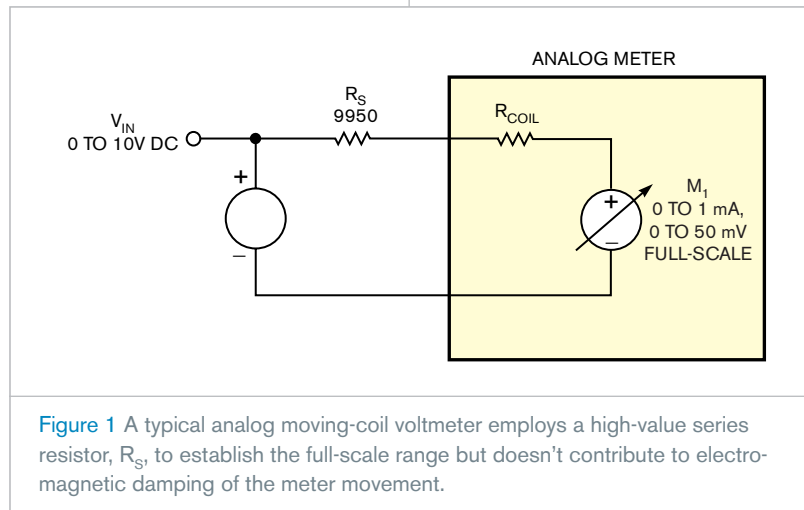 ANALOG METER
R_S
9950
R_COIL
V_IN
0 TO 10V DC
+
–
+
–
M_1
0 TO 1 mA,
0 TO 50 mV
FULL-SCALE
Figure 1 A typical analog moving-coil voltmeter employs a high-value series
resistor, R_S, to establish the full-scale range but doesn't contribute to electro-
magnetic damping of the meter movement.